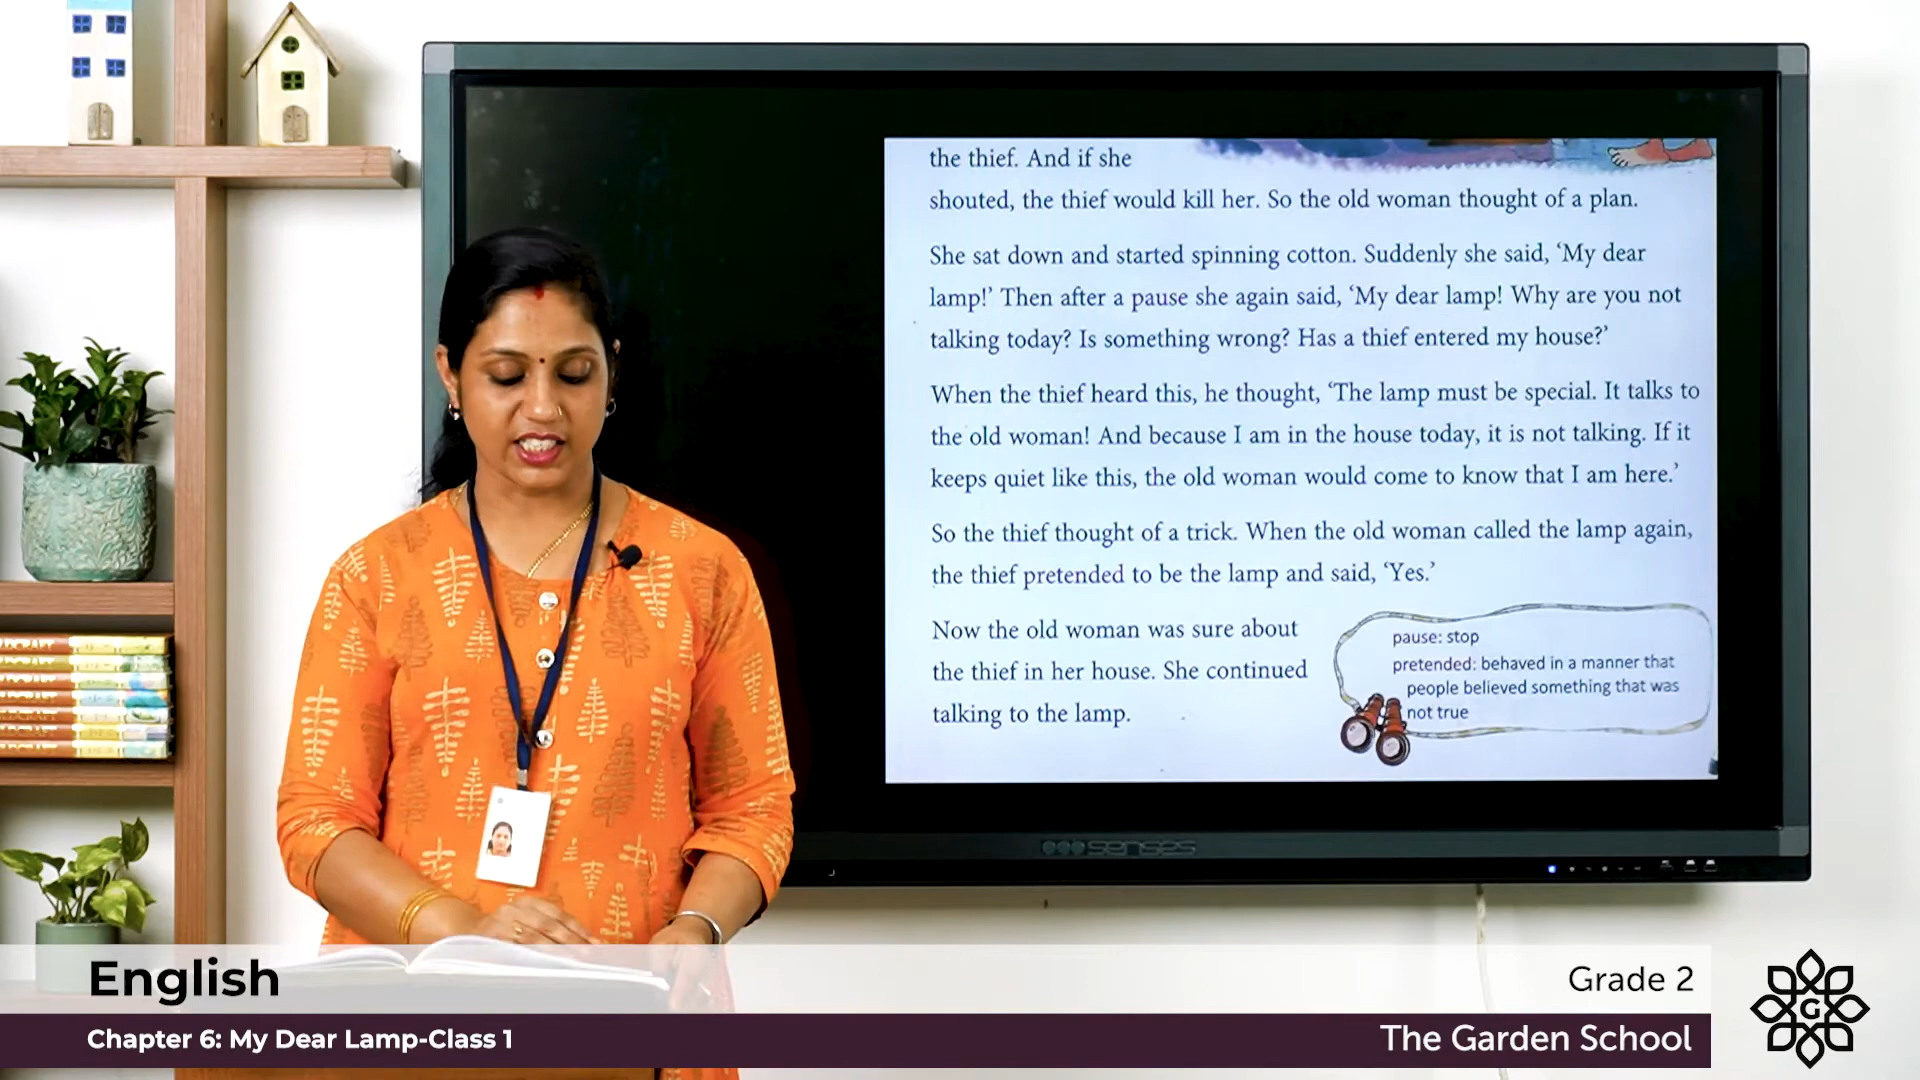 the thief. And if she
shouted, the thief would kill her. So the old woman thought of a plan.
She sat down and started spinning cotton. Suddenly she said, ‘My dear
lamp!’ Then after a pause she again said, ‘My dear lamp! Why are you not
talking today? Is something wrong? Has a thief entered my house?’
When the thief heard this, he thought, ‘The lamp must be special. It talks to
the old woman! And because I am in the house today, it is not talking. If it
keeps quiet like this, the old woman would come to know that I am here.’
So the thief thought of a trick. When the old woman called the lamp again,
the thief pretended to be the lamp and said, ‘Yes.’
Now the old woman was sure about
the thief in her house. She continued
talking to the lamp.
pause: stop
pretended: behaved in a manner that
people believed something that was
not true
senses
English
Grade 2
Chapter 6: My Dear Lamp-Class 1
The Garden School
G